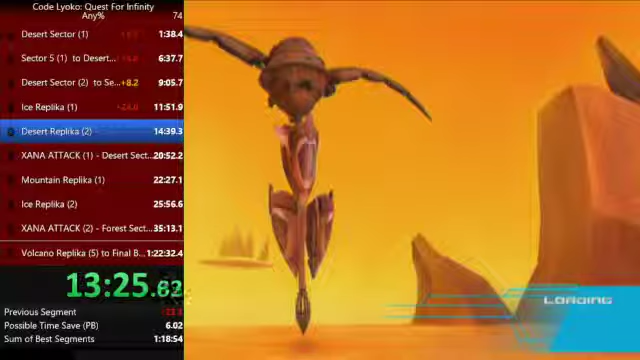 Code Lyoko: Quest For Infinity
Any% 74
Desert Sector (1) 1:38.4
Sector 5 (1) to Desert... 6:37.7
Desert Sector (2) to Se...+8.2 9:05.7
Ice Replika (1) 11:51.9
Desert Replika (2) - 14:39.3
XANA ATTACK (1) - Desert Sect...20:52.2
Mountain Replika (1) 22:27.1
Ice Replika (2) 25:56.6
XANA ATTACK (2) - Forest Sect...35:13.1
Volcano Replika (5) to Final B...1:22:32.4
13:25.62
Previous Segment
Possible Time Save (PB) 6.02
Sum of Best Segments 1:18:54
LOADING